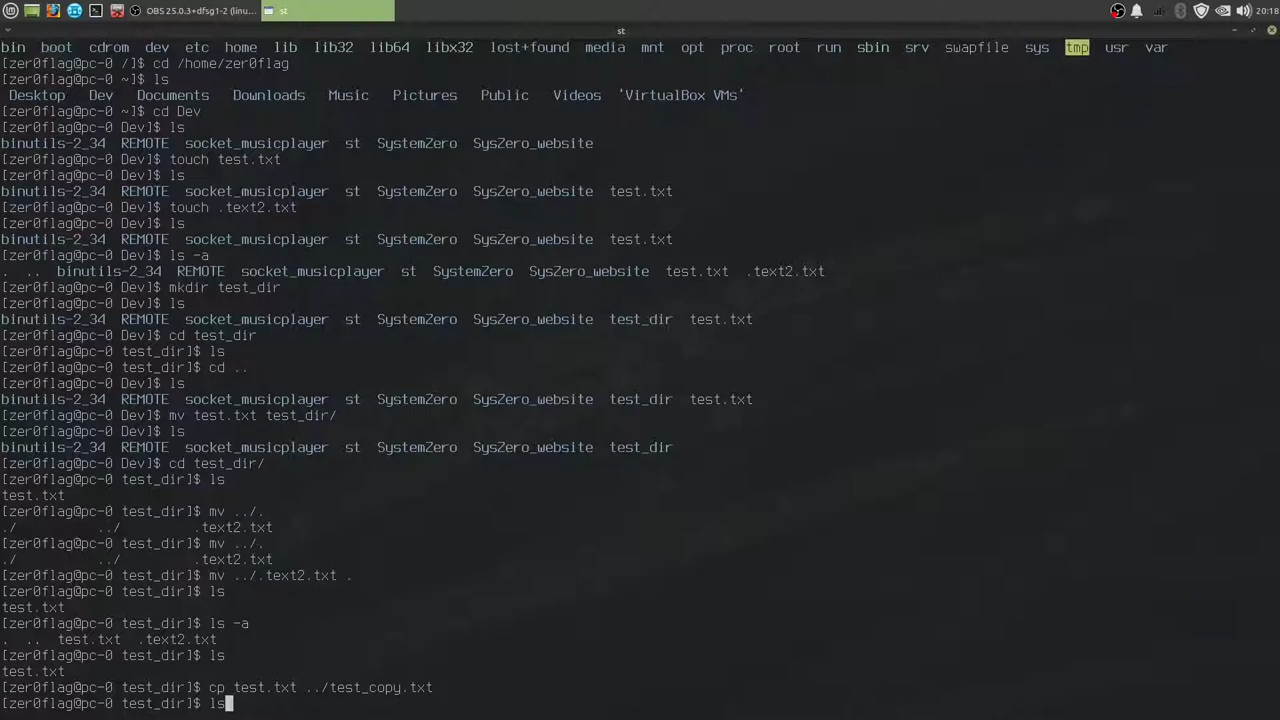 OBS 25.0.3+dfsg1-2 (linu...
st
20:18
st
bin boot cdrom dev etc home lib lib32 lib64 libx32 lost+found media mnt opt proc root run sbin srv swapfile sys tmp usr var
[zer0flag@pc-0 /]$ cd /home/zer0flag
[zer0flag@pc-0 ~]$ ls
Desktop Dev Documents Downloads Music Pictures Public Videos 'VirtualBox VMs'
[zer0flag@pc-0 ~]$ cd Dev
[zer0flag@pc-0 Dev]$ ls
binutils-2_34 REMOTE socket_musicplayer st SystemZero SysZero_website
[zer0flag@pc-0 Dev]$ touch test.txt
[zer0flag@pc-0 Dev]$ ls
binutils-2_34 REMOTE socket_musicplayer st SystemZero SysZero_website test.txt
[zer0flag@pc-0 Dev]$ touch .text2.txt
[zer0flag@pc-0 Dev]$ ls
binutils-2_34 REMOTE socket_musicplayer st SystemZero SysZero_website test.txt
[zer0flag@pc-0 Dev]$ ls -a
. .. binutils-2_34 REMOTE socket_musicplayer st SystemZero SysZero_website test.txt .text2.txt
[zer0flag@pc-0 Dev]$ mkdir test_dir
[zer0flag@pc-0 Dev]$ ls
binutils-2_34 REMOTE socket_musicplayer st SystemZero SysZero_website test_dir test.txt
[zer0flag@pc-0 Dev]$ cd test_dir
[zer0flag@pc-0 test_dir]$ ls
[zer0flag@pc-0 test_dir]$ cd ..
[zer0flag@pc-0 Dev]$ ls
binutils-2_34 REMOTE socket_musicplayer st SystemZero SysZero_website test_dir test.txt
[zer0flag@pc-0 Dev]$ mv test.txt test_dir/
[zer0flag@pc-0 Dev]$ ls
binutils-2_34 REMOTE socket_musicplayer st SystemZero SysZero_website test_dir
[zer0flag@pc-0 Dev]$ cd test_dir/
[zer0flag@pc-0 test_dir]$ ls
test.txt
[zer0flag@pc-0 test_dir]$ mv ../.
./ ../ .text2.txt
[zer0flag@pc-0 test_dir]$ mv ../.
./ ../ .text2.txt
[zer0flag@pc-0 test_dir]$ mv ../.text2.txt .
[zer0flag@pc-0 test_dir]$ ls
test.txt
[zer0flag@pc-0 test_dir]$ ls -a
. .. test.txt .text2.txt
[zer0flag@pc-0 test_dir]$ ls
test.txt
[zer0flag@pc-0 test_dir]$ cp test.txt ../test_copy.txt
[zer0flag@pc-0 test_dir]$ ls